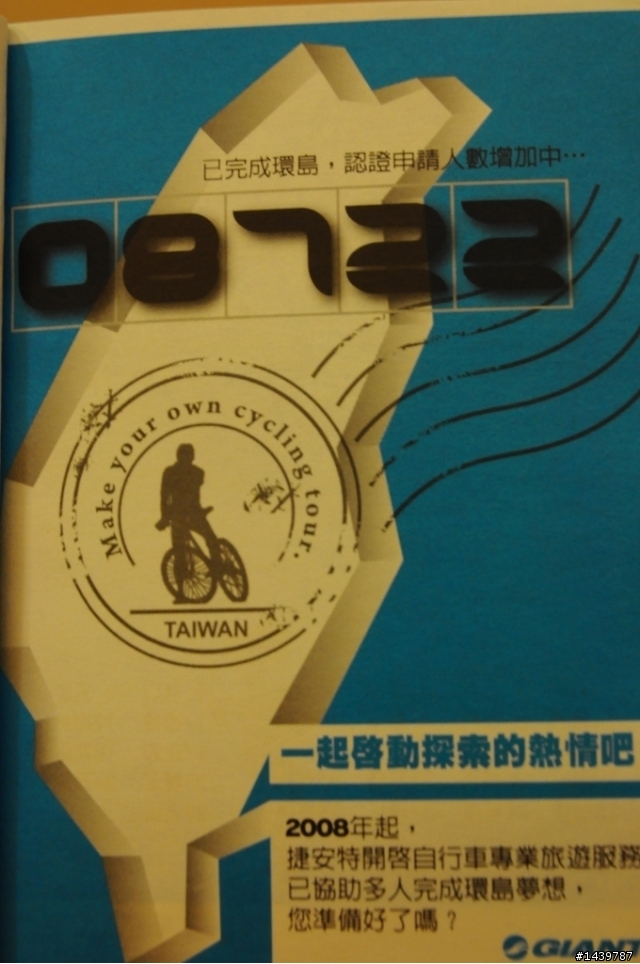 已完成環島，認證申請人數增加中…
08722
Make your own cycling tour.
TAIWAN
一起啓動探索的熱情吧
2008年起，
捷安特開啓自行車專業旅遊服務
已協助多人完成環島夢想，
您準備好了嗎？
GIANT
#1439787